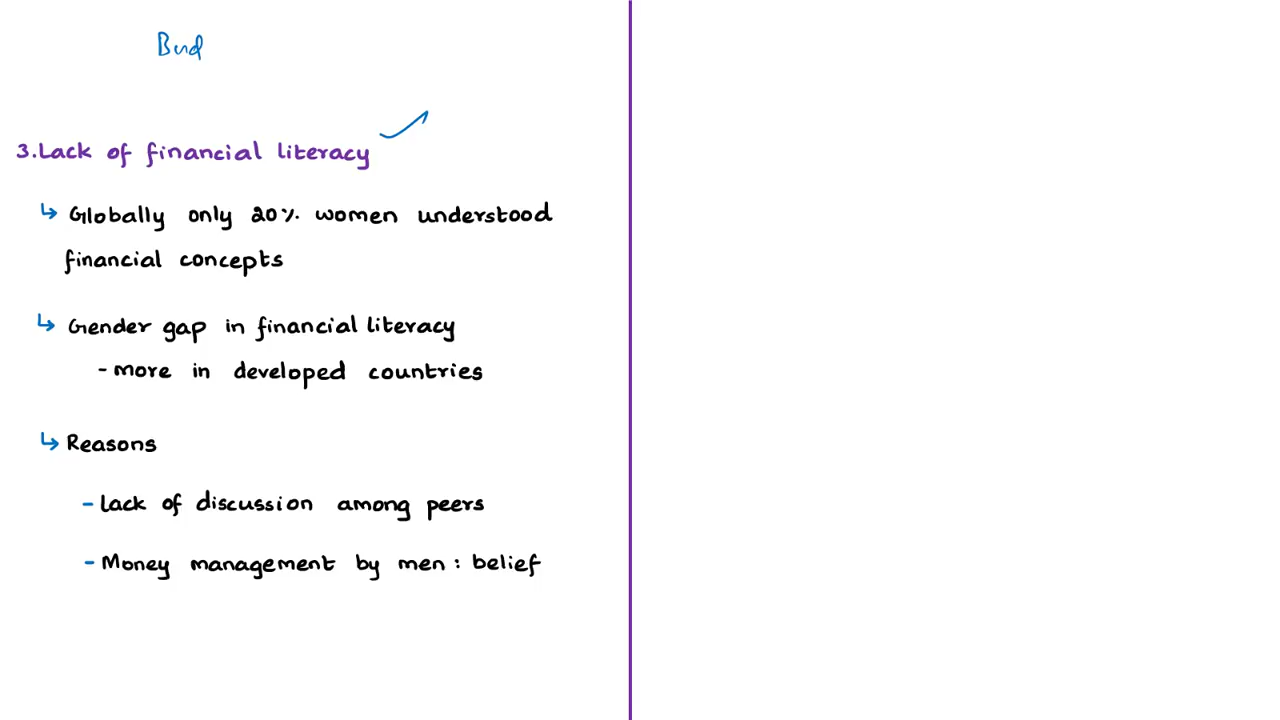 Bud
3.Lack of financial literacy
↳ Globally only 20% women understood
financial concepts
↳ Gender gap in financial literacy
- more in developed countries
↳ Reasons
- Lack of discussion among peers
- Money management by men : belief